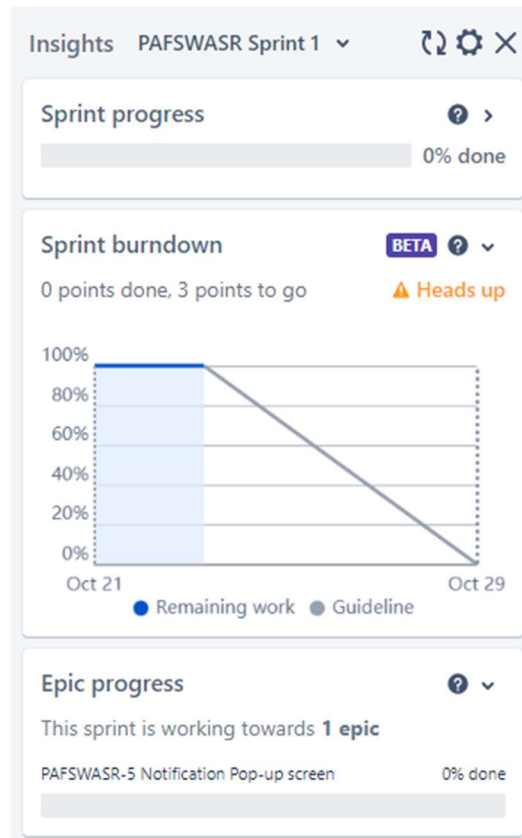 Insights PAFSWASR Sprint 1
Sprint progress
0% done
Sprint burndown BETA
0 points done, 3 points to go Heads up
100%
80%
60%
40%
20%
0%
Oct 21 Oct 29
Remaining work Guideline
Epic progress
This sprint is working towards 1 epic
PAFSWASR-5 Notification Pop-up screen 0% done